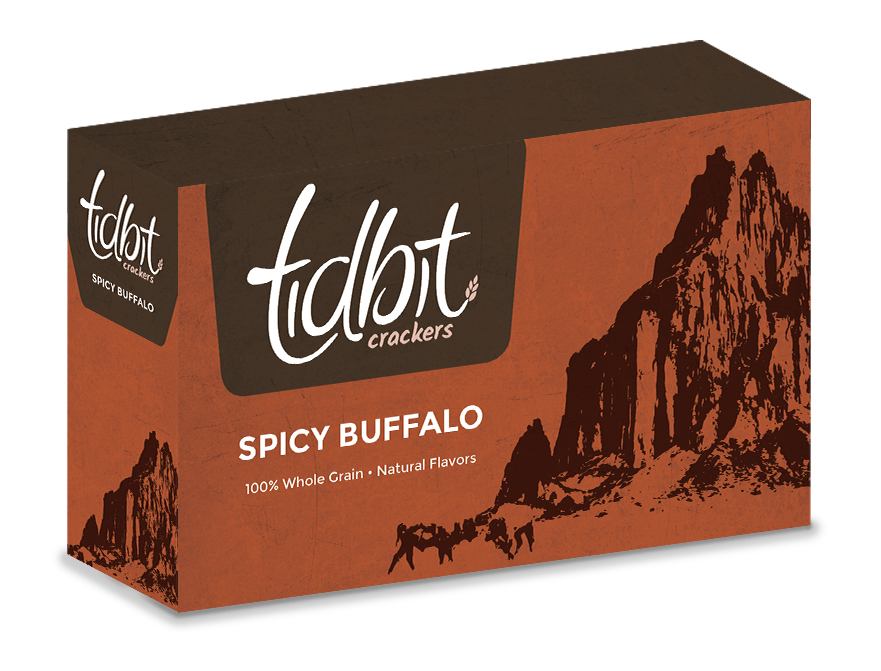 tidbit
crackers
SPICY BUFFALO
tidbit
crackers
SPICY BUFFALO
100% Whole Grain • Natural Flavors